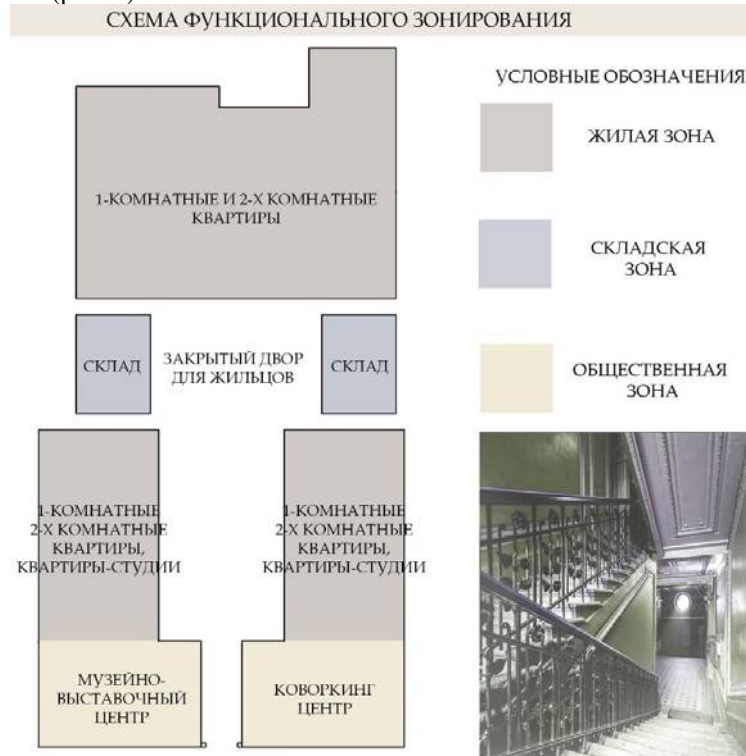 СХЕМА ФУНКЦИОНАЛЬНОГО ЗОНИРОВАНИЯ
УСЛОВНЫЕ ОБОЗНАЧЕНИЯ
ЖИЛАЯ ЗОНА
1-КОМНАТНЫЕ И 2-Х КОМНАТНЫЕ
КВАРТИРЫ
СКЛАДСКАЯ
ЗОНА
СКЛАД
ЗАКРЫТЫЙ ДВОР
ДЛЯ ЖИЛЬЦОВ
СКЛАД
ОБЩЕСТВЕННАЯ
ЗОНА
1-КОМНАТНЫЕ
2-Х КОМНАТНЫЕ
КВАРТИРЫ,
КВАРТИРЫ-СТУДИИ
1-КОМНАТНЫЕ
2-Х КОМНАТНЫЕ
КВАРТИРЫ,
КВАРТИРЫ-СТУДИИ
МУЗЕЙНО-
ВЫСТАВОЧНЫЙ
ЦЕНТР
КОВОРКИНГ
ЦЕНТР